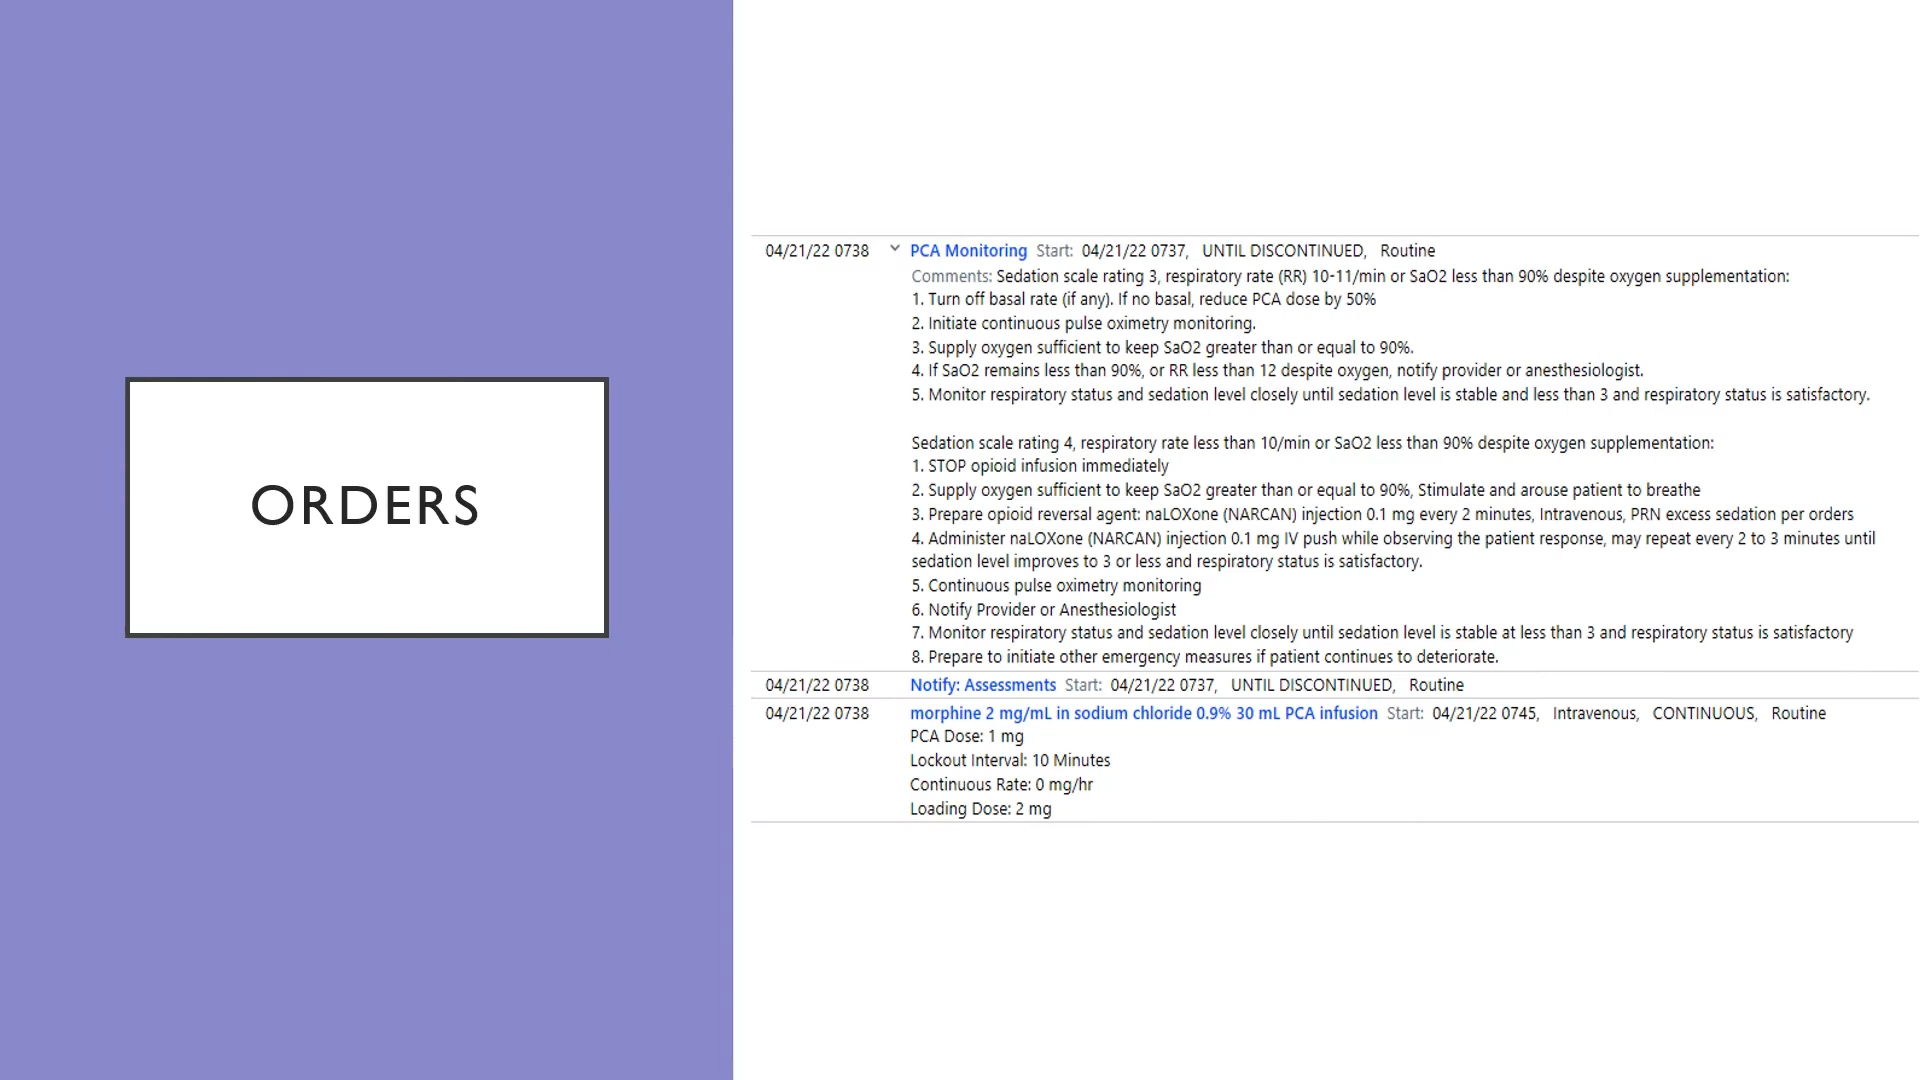 ORDERS
04/21/22 0738 PCA Monitoring Start: 04/21/22 0737, UNTIL DISCONTINUED, Routine
Comments: Sedation scale rating 3, respiratory rate (RR) 10-11/min or SaO2 less than 90% despite oxygen supplementation:
1. Turn off basal rate (if any). If no basal, reduce PCA dose by 50%
2. Initiate continuous pulse oximetry monitoring.
3. Supply oxygen sufficient to keep SaO2 greater than or equal to 90%.
4. If SaO2 remains less than 90%, or RR less than 12 despite oxygen, notify provider or anesthesiologist.
5. Monitor respiratory status and sedation level closely until sedation level is stable and less than 3 and respiratory status is satisfactory.
Sedation scale rating 4, respiratory rate less than 10/min or SaO2 less than 90% despite oxygen supplementation:
1. STOP opioid infusion immediately
2. Supply oxygen sufficient to keep SaO2 greater than or equal to 90%, Stimulate and arouse patient to breathe
3. Prepare opioid reversal agent: naLOXone (NARCAN) injection 0.1 mg every 2 minutes, Intravenous, PRN excess sedation per orders
4. Administer naLOXone (NARCAN) injection 0.1 mg IV push while observing the patient response, may repeat every 2 to 3 minutes until
sedation level improves to 3 or less and respiratory status is satisfactory.
5. Continuous pulse oximetry monitoring
6. Notify Provider or Anesthesiologist
7. Monitor respiratory status and sedation level closely until sedation level is stable at less than 3 and respiratory status is satisfactory
8. Prepare to initiate other emergency measures if patient continues to deteriorate.
04/21/22 0738 Notify: Assessments Start: 04/21/22 0737, UNTIL DISCONTINUED, Routine
04/21/22 0738 morphine 2 mg/mL in sodium chloride 0.9% 30 mL PCA infusion Start: 04/21/22 0745, Intravenous, CONTINUOUS, Routine
PCA Dose: 1 mg
Lockout Interval: 10 Minutes
Continuous Rate: 0 mg/hr
Loading Dose: 2 mg